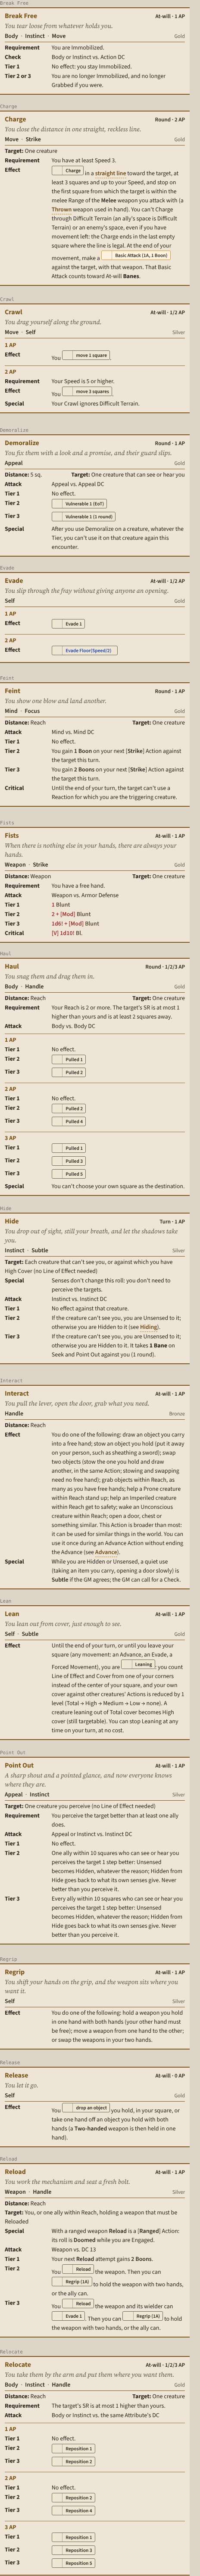 Break Free
Break Free At-will · 1 AP
You tear loose from whatever holds you.
Body · Instinct · Move Gold
Requirement You are Immobilized.
Check Body or Instinct vs. Action DC
Tier 1 No effect: you stay Immobilized.
Tier 2 or 3 You are no longer Immobilized, and no longer
Grabbed if you were.
Charge
Charge Round · 2 AP
You close the distance in one straight, reckless line.
Move · Strike Gold
Target: One creature
Requirement You have at least Speed 3.
Effect Charge in a straight line toward the target, at
least 3 squares and up to your Speed, and stop on
the first square from which the target is within the
melee Range of the Melee weapon you attack with (a
Thrown weapon used in hand). You can't Charge
through Difficult Terrain (an ally's space is Difficult
Terrain) or an enemy's space, even if you have
movement left: the Charge ends in the last empty
square where the line is legal. At the end of your
movement, make a Basic Attack (1A, 1 Boon)
against the target, with that weapon. That Basic
Attack counts toward At-will Banes.
Crawl
Crawl At-will · 1/2 AP
You drag yourself along the ground.
Move · Self Silver
1 AP
Effect You move 1 square
2 AP
Requirement Your Speed is 5 or higher.
Effect You move 3 squares
Special Your Crawl ignores Difficult Terrain.
Demoralize
Demoralize Round · 1 AP
You fix them with a look and a promise, and their guard slips.
Appeal Gold
Distance: 5 sq. Target: One creature that can see or hear you
Attack Appeal vs. Appeal DC
Tier 1 No effect.
Tier 2 Vulnerable 1 (EoT)
Tier 3 Vulnerable 1 (1 round)
Special After you use Demoralize on a creature, whatever the
Tier, you can't use it on that creature again this
encounter.
Evade
Evade At-will · 1/2 AP
You dip through the fray without giving anyone an opening.
Self Gold
1 AP
Effect Evade 1
2 AP
Effect Evade Floor(Speed/2)
Feint
Feint Round · 1 AP
You show one blow and land another.
Mind · Focus Gold
Distance: Reach Target: One creature
Attack Mind vs. Mind DC
Tier 1 No effect.
Tier 2 You gain 1 Boon on your next [Strike] Action against
the target this turn.
Tier 3 You gain 2 Boons on your next [Strike] Action against
the target this turn.
Critical Until the end of your turn, the target can't use a
Reaction for which you are the triggering creature.
Fists
Fists At-will · 1 AP
When there is nothing else in your hands, there are always your
hands.
Weapon · Strike Gold
Distance: Weapon Target: One creature
Requirement You have a free hand.
Attack Weapon vs. Armor Defense
Tier 1 1 Blunt
Tier 2 2 + [Mod] Blunt
Tier 3 1d6! + [Mod] Blunt
Critical [V] 1d10! Bl.
Haul
Haul Round · 1/2/3 AP
You snag them and drag them in.
Body · Handle Gold
Distance: Reach Target: One creature
Requirement Your Reach is 2 or more. The target's SR is at most 1
higher than yours and is at least 2 squares away.
Attack Body vs. Body DC
1 AP
Tier 1 No effect.
Tier 2 Pulled 1
Tier 3 Pulled 2
2 AP
Tier 1 No effect.
Tier 2 Pulled 2
Tier 3 Pulled 4
3 AP
Tier 1 Pulled 1
Tier 2 Pulled 3
Tier 3 Pulled 5
Special You can't choose your own square as the destination.
Hide
Hide Turn · 1 AP
You drop out of sight, still your breath, and let the shadows take
you.
Instinct · Subtle Silver
Target: Each creature that can't see you, or against which you have
High Cover (no Line of Effect needed)
Special Senses don't change this roll: you don't need to
perceive the targets.
Attack Instinct vs. Instinct DC
Tier 1 No effect against that creature.
Tier 2 If the creature can't see you, you are Unsensed to it;
otherwise you are Hidden to it (see Hiding).
Tier 3 If the creature can't see you, you are Unsensed to it;
otherwise you are Hidden to it. It takes 1 Bane on
Seek and Point Out against you (1 round).
Interact
Interact At-will · 1 AP
You pull the lever, open the door, grab what you need.
Handle Bronze
Distance: Reach
Effect You do one of the following: draw an object you carry
into a free hand; stow an object you hold (put it away
on your person, such as sheathing a sword); swap
two objects (stow the one you hold and draw
another, in the same Action; stowing and swapping
need no free hand); grab objects within Reach, as
many as you have free hands; help a Prone creature
within Reach stand up; help an Imperiled creature
within Reach get to safety; wake an Unconscious
creature within Reach; open a door, chest or
something similar. This Action is broader than most:
it can be used for similar things in the world. You can
use it once during an Advance Action without ending
the Advance (see Advance).
Special While you are Hidden or Unsensed, a quiet use
(taking an item you carry, opening a door slowly) is
Subtle if the GM agrees; the GM can call for a Check.
Lean
Lean At-will · 1 AP
You lean out from cover, just enough to see.
Self · Subtle Gold
Effect Until the end of your turn, or until you leave your
square (any movement: an Advance, an Evade, a
Forced Movement), you are Leaning you count
Line of Effect and Cover from one of your corners
instead of the center of your square, and your own
cover against other creatures' Actions is reduced by 1
level (Total → High → Medium → Low → none). A
creature leaning out of Total cover becomes High
cover (still targetable). You can stop Leaning at any
time on your turn, at no cost.
Point Out
Point Out At-will · 1 AP
A sharp shout and a pointed glance, and now everyone knows
where they are.
Appeal · Instinct Silver
Target: One creature you perceive (no Line of Effect needed)
Requirement You perceive the target better than at least one ally
does.
Attack Appeal or Instinct vs. Instinct DC
Tier 2 One ally within 10 squares who can see or hear you
perceives the target 1 step better: Unsensed
becomes Hidden, whatever the reason; Hidden from
Hide goes back to what its own senses give. Never
better than you perceive it.
Tier 3 Every ally within 10 squares who can see or hear you
perceives the target 1 step better: Unsensed
becomes Hidden, whatever the reason; Hidden from
Hide goes back to what its own senses give. Never
better than you perceive it.
Regrip
Regrip At-will · 1 AP
You shift your hands on the grip, and the weapon sits where you
want it.
Self Silver
Effect You do one of the following: hold a weapon you hold
in one hand with both hands (your other hand must
be free); move a weapon from one hand to the other;
or swap the weapons in your two hands.
Release
Release At-will · 0 AP
You let it go.
Self Gold
Effect You drop an object you hold, in your square, or
take one hand off an object you hold with both
hands (a Two-handed weapon is then held in one
hand).
Reload
Reload At-will · 1 AP
You work the mechanism and seat a fresh bolt.
Weapon · Handle Silver
Distance: Reach
Target: You, or one ally within Reach, holding a weapon that must be
Reloaded
Special With a ranged weapon Reload is a [Ranged] Action:
its roll is Doomed while you are Engaged.
Attack Weapon vs. DC 13
Tier 1 Your next Reload attempt gains 2 Boons.
Tier 2 You Reload the weapon. Then you can
Regrip (1A) to hold the weapon with two hands,
or the ally can.
Tier 3 You Reload the weapon and its wielder can
Evade 1 . Then you can Regrip (1A) to hold
the weapon with two hands, or the ally can.
Relocate
Relocate At-will · 1/2/3 AP
You take them by the arm and put them where you want them.
Body · Instinct · Handle Gold
Distance: Reach Target: One creature
Requirement The target's SR is at most 1 higher than yours.
Attack Body or Instinct vs. the same Attribute's DC
1 AP
Tier 1 No effect.
Tier 2 Reposition 1
Tier 3 Reposition 2
2 AP
Tier 1 No effect.
Tier 2 Reposition 2
Tier 3 Reposition 4
3 AP
Tier 1 Reposition 1
Tier 2 Reposition 3
Tier 3 Reposition 5